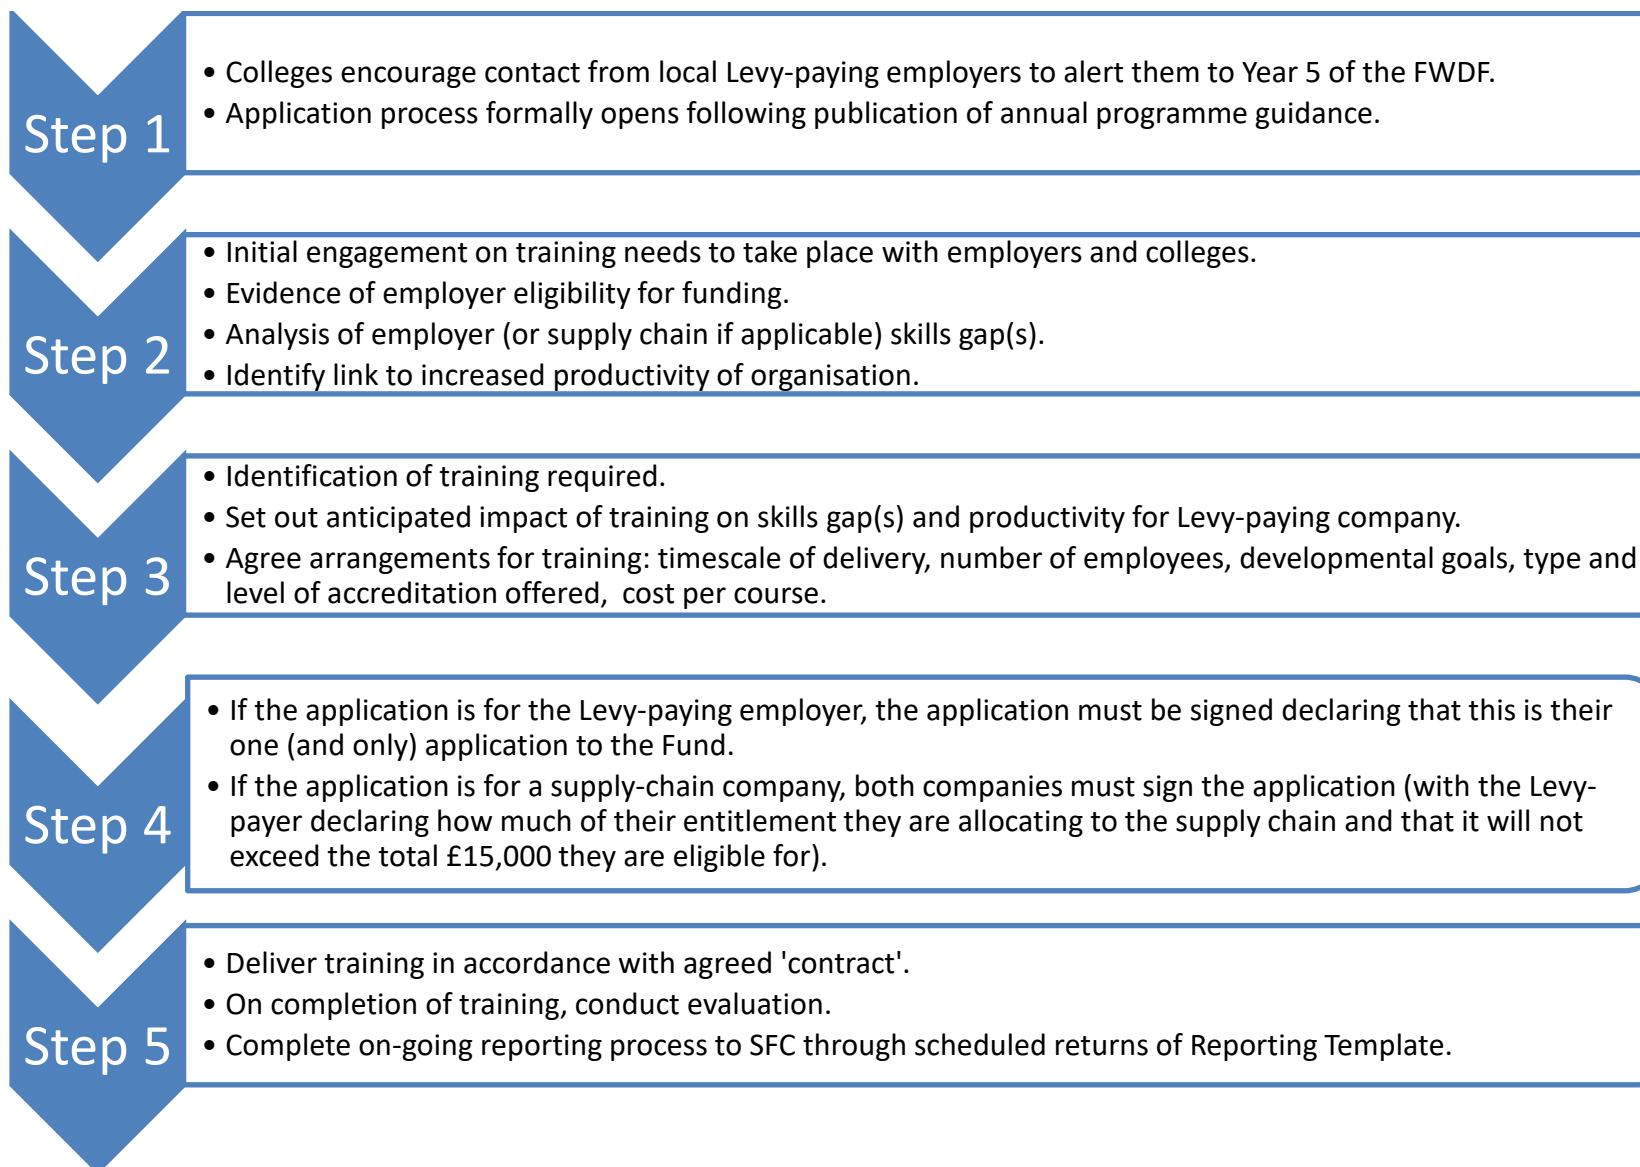 Step 1
• Colleges encourage contact from local Levy-paying employers to alert them to Year 5 of the FWDF.
• Application process formally opens following publication of annual programme guidance.
Step 2
• Initial engagement on training needs to take place with employers and colleges.
• Evidence of employer eligibility for funding.
• Analysis of employer (or supply chain if applicable) skills gap(s).
• Identify link to increased productivity of organisation.
Step 3
• Identification of training required.
• Set out anticipated impact of training on skills gap(s) and productivity for Levy-paying company.
• Agree arrangements for training: timescale of delivery, number of employees, developmental goals, type and
level of accreditation offered,  cost per course.
Step 4
• If the application is for the Levy-paying employer, the application must be signed declaring that this is their
one (and only) application to the Fund.
• If the application is for a supply-chain company, both companies must sign the application (with the Levy-
payer declaring how much of their entitlement they are allocating to the supply chain and that it will not
exceed the total £15,000 they are eligible for).
Step 5
• Deliver training in accordance with agreed 'contract'.
• On completion of training, conduct evaluation.
• Complete on-going reporting process to SFC through scheduled returns of Reporting Template.